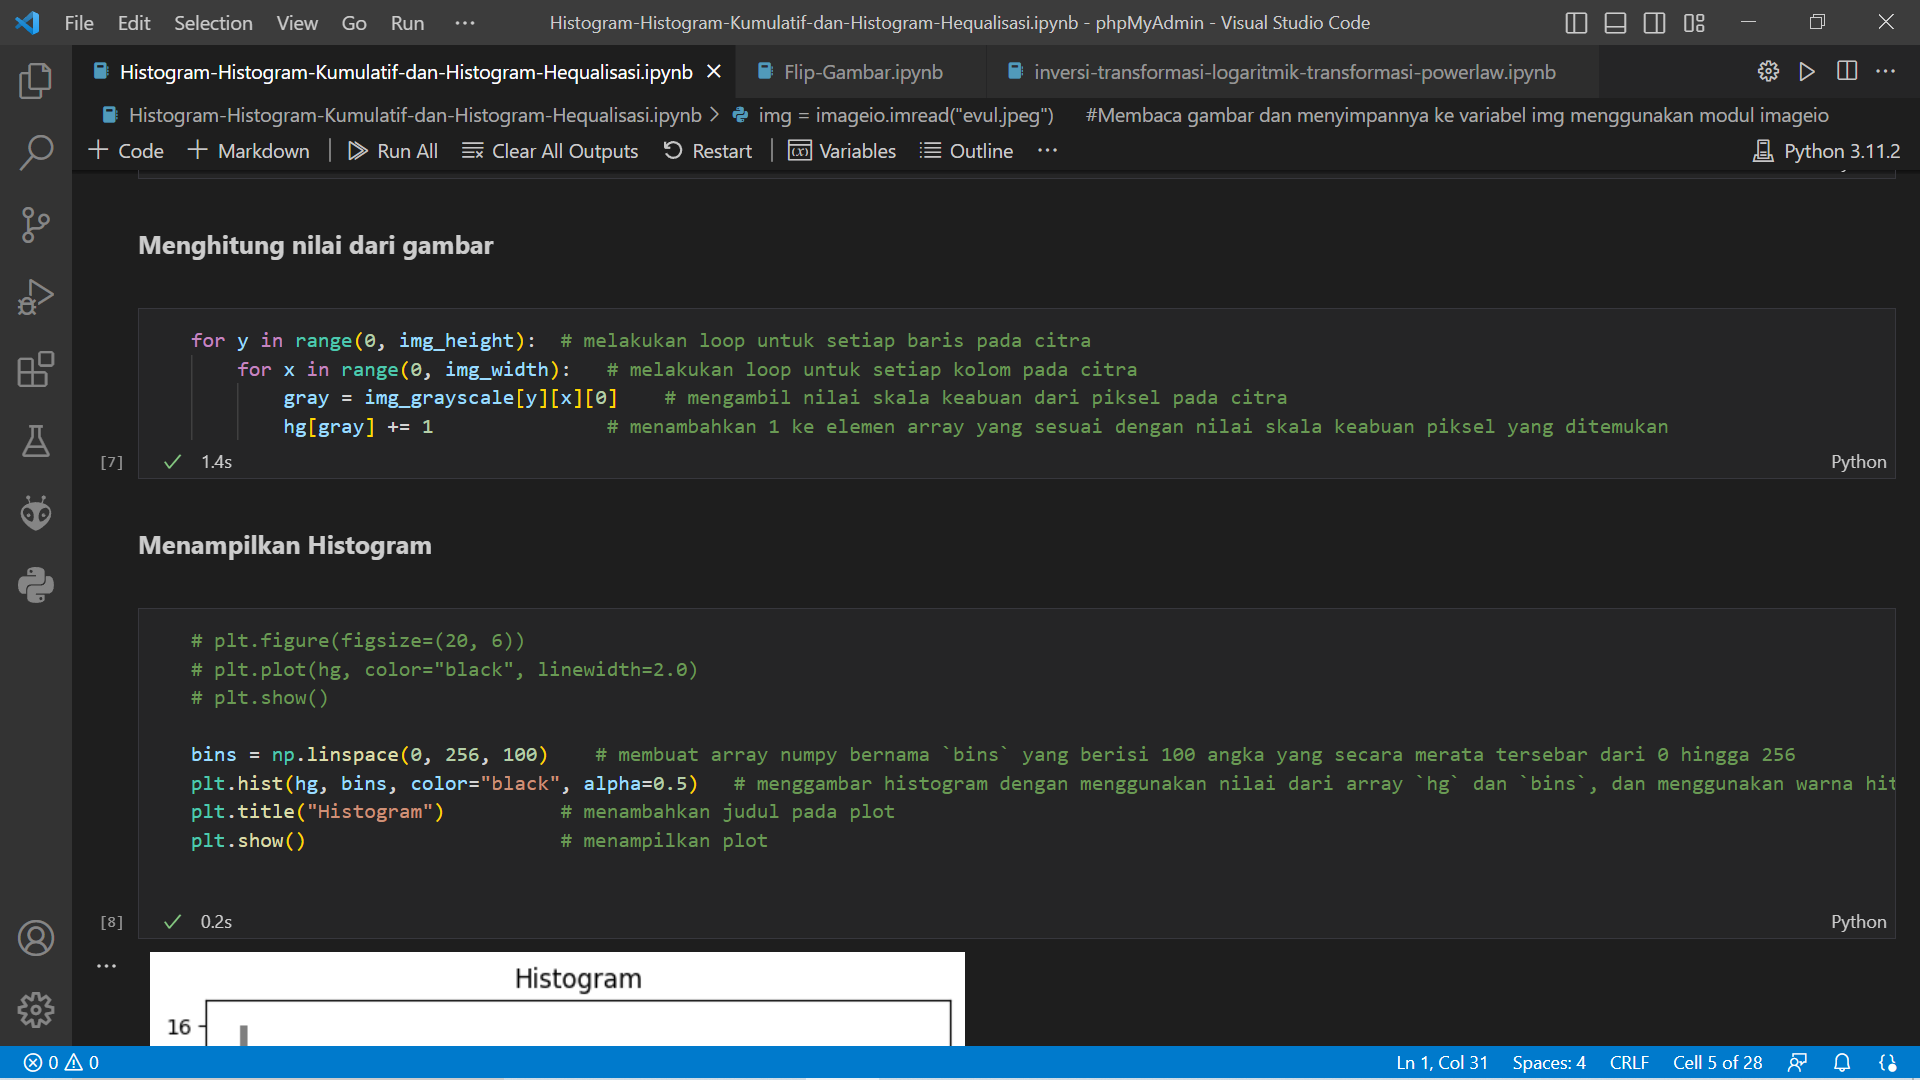 File Edit Selection View Go Run ··· Histogram-Histogram-Kumulatif-dan-Histogram-Hequalisasi.ipynb - phpMyAdmin - Visual Studio Code
Histogram-Histogram-Kumulatif-dan-Histogram-Hequalisasi.ipynb Flip-Gambar.ipynb inversi-transformasi-logaritmik-transformasi-powerlaw.ipynb
Histogram-Histogram-Kumulatif-dan-Histogram-Hequalisasi.ipynb > img = imageio.imread("evul.jpeg") #Membaca gambar dan menyimpannya ke variabel img menggunakan modul imageio
+ Code + Markdown Run All Clear All Outputs Restart Variables Outline ··· Python 3.11.2
Menghitung nilai dari gambar
for y in range(0, img_height): # melakukan loop untuk setiap baris pada citra
for x in range(0, img_width): # melakukan loop untuk setiap kolom pada citra
gray = img_grayscale[y][x][0] # mengambil nilai skala keabuan dari piksel pada citra
hg[gray] += 1 # menambahkan 1 ke elemen array yang sesuai dengan nilai skala keabuan piksel yang ditemukan
[7] 1.4s Python
Menampilkan Histogram
# plt.figure(figsize=(20, 6))
# plt.plot(hg, color="black", linewidth=2.0)
# plt.show()
bins = np.linspace(0, 256, 100) # membuat array numpy bernama `bins` yang berisi 100 angka yang secara merata tersebar dari 0 hingga 256
plt.hist(hg, bins, color="black", alpha=0.5) # menggambar histogram dengan menggunakan nilai dari array `hg` dan `bins`, dan menggunakan warna hit
plt.title("Histogram") # menambahkan judul pada plot
plt.show() # menampilkan plot
[8] 0.2s Python
Histogram
16
0 0 Ln 1, Col 31 Spaces: 4 CRLF Cell 5 of 28